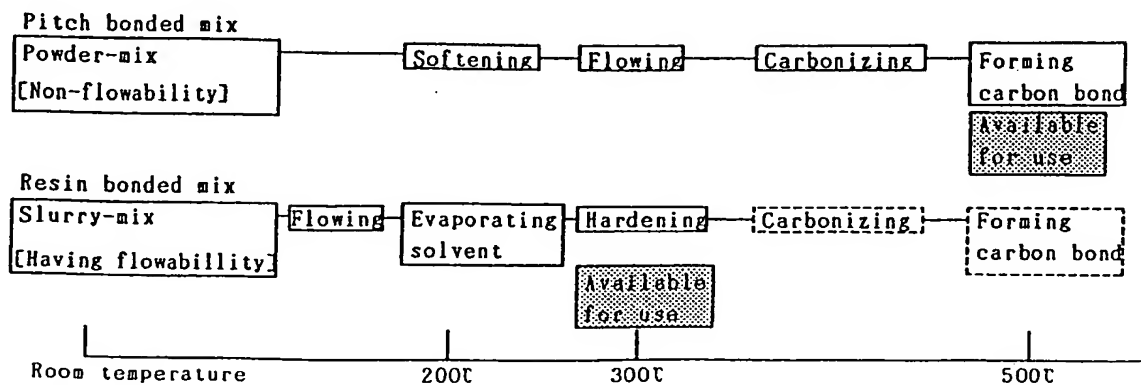 Pitch bonded mix
Powder-mix
[Non-flowability]
Softening
Flowing
Carbonizing
Forming
carbon bond
Available
for use
Resin bonded mix
Slurry-mix
[Having flowabillity]
Flowing
Evaporating
solvent
Hardening
Carbonizing
Forming
carbon bond
Available
for use
Room temperature
200℃
300℃
500℃